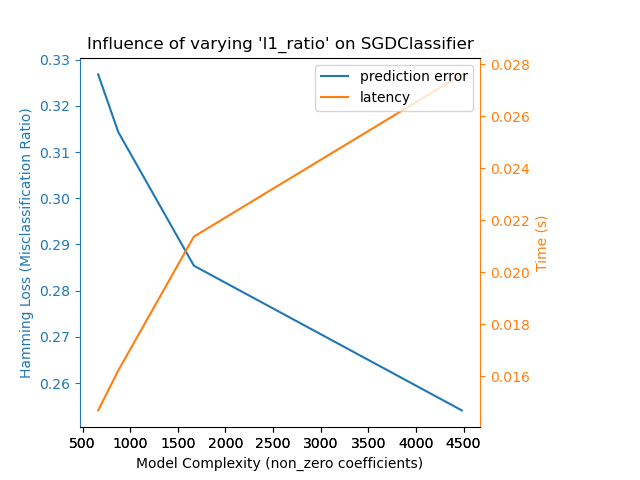 Influence of varying 'l1_ratio' on SGDClassifier
prediction error
latency
0.33
0.32
0.31
0.30
0.29
0.28
0.27
0.26
Hamming Loss (Misclassification Ratio)
0.028
0.026
0.024
0.022
0.020
0.018
0.016
Time (s)
500 1000 1500 2000 2500 3000 3500 4000 4500
Model Complexity (non_zero coefficients)